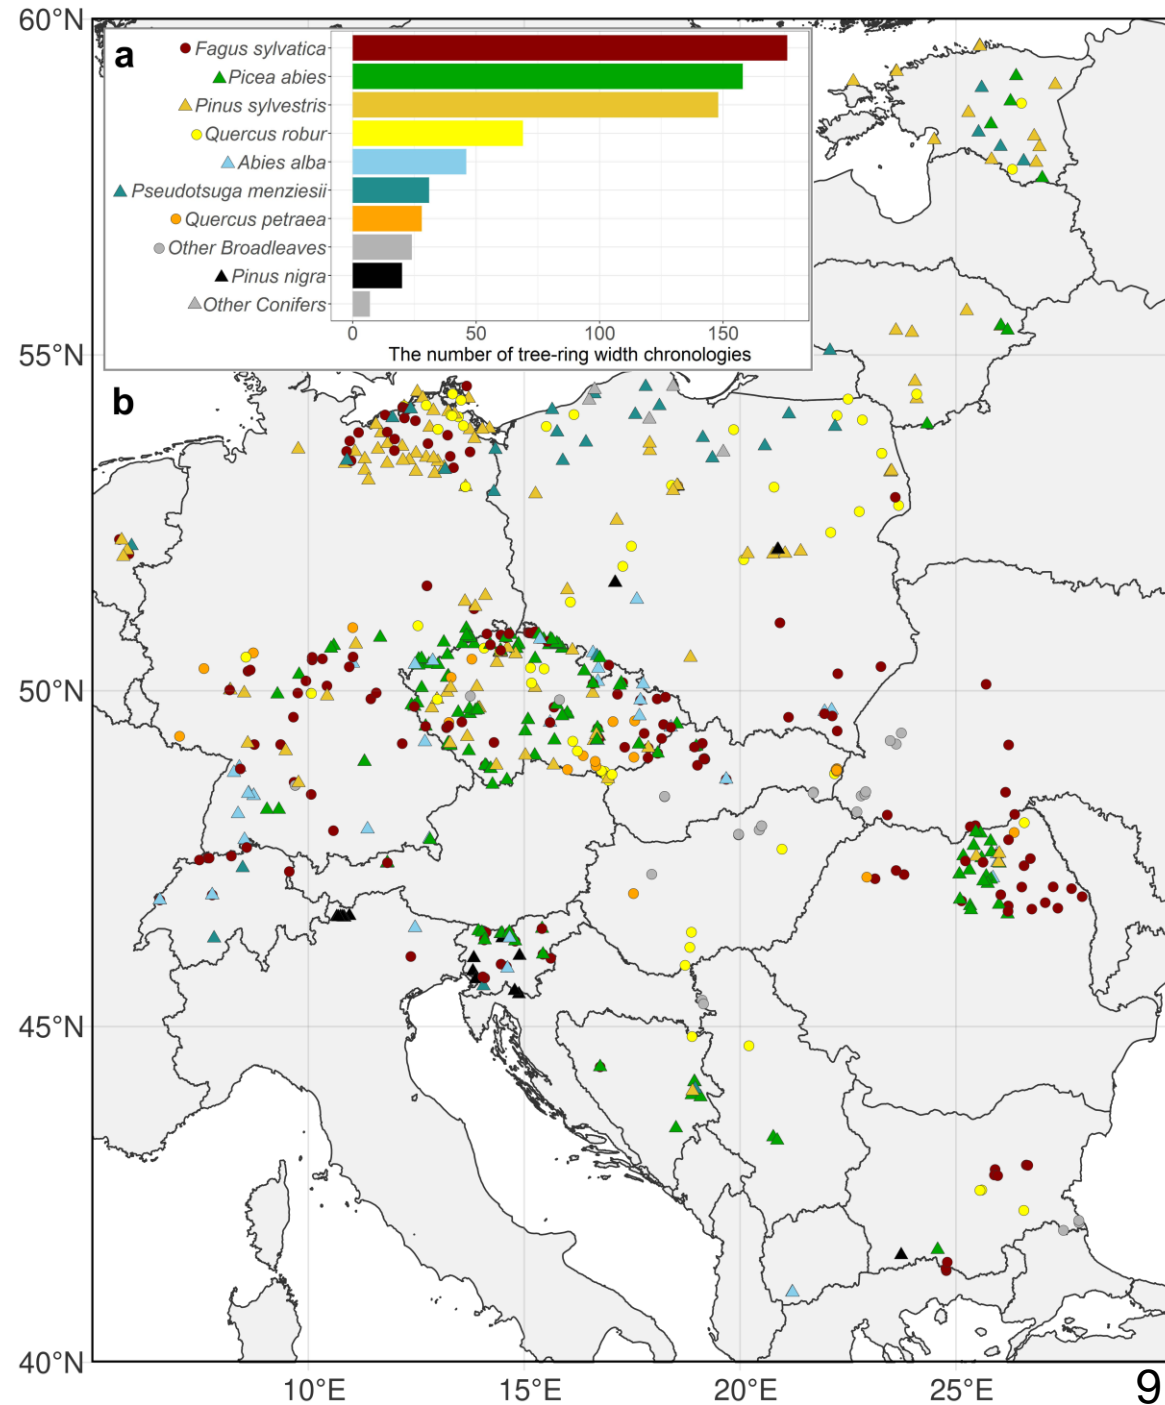 60°N
a
Fagus sylvatica
Picea abies
Pinus sylvestris
Quercus robur
Abies alba
Pseudotsuga menziesii
Quercus petraea
Other Broadleaves
Pinus nigra
Other Conifers
0 50 100 150
The number of tree-ring width chronologies
55°N
b
50°N
45°N
40°N
10°E 15°E 20°E 25°E
9